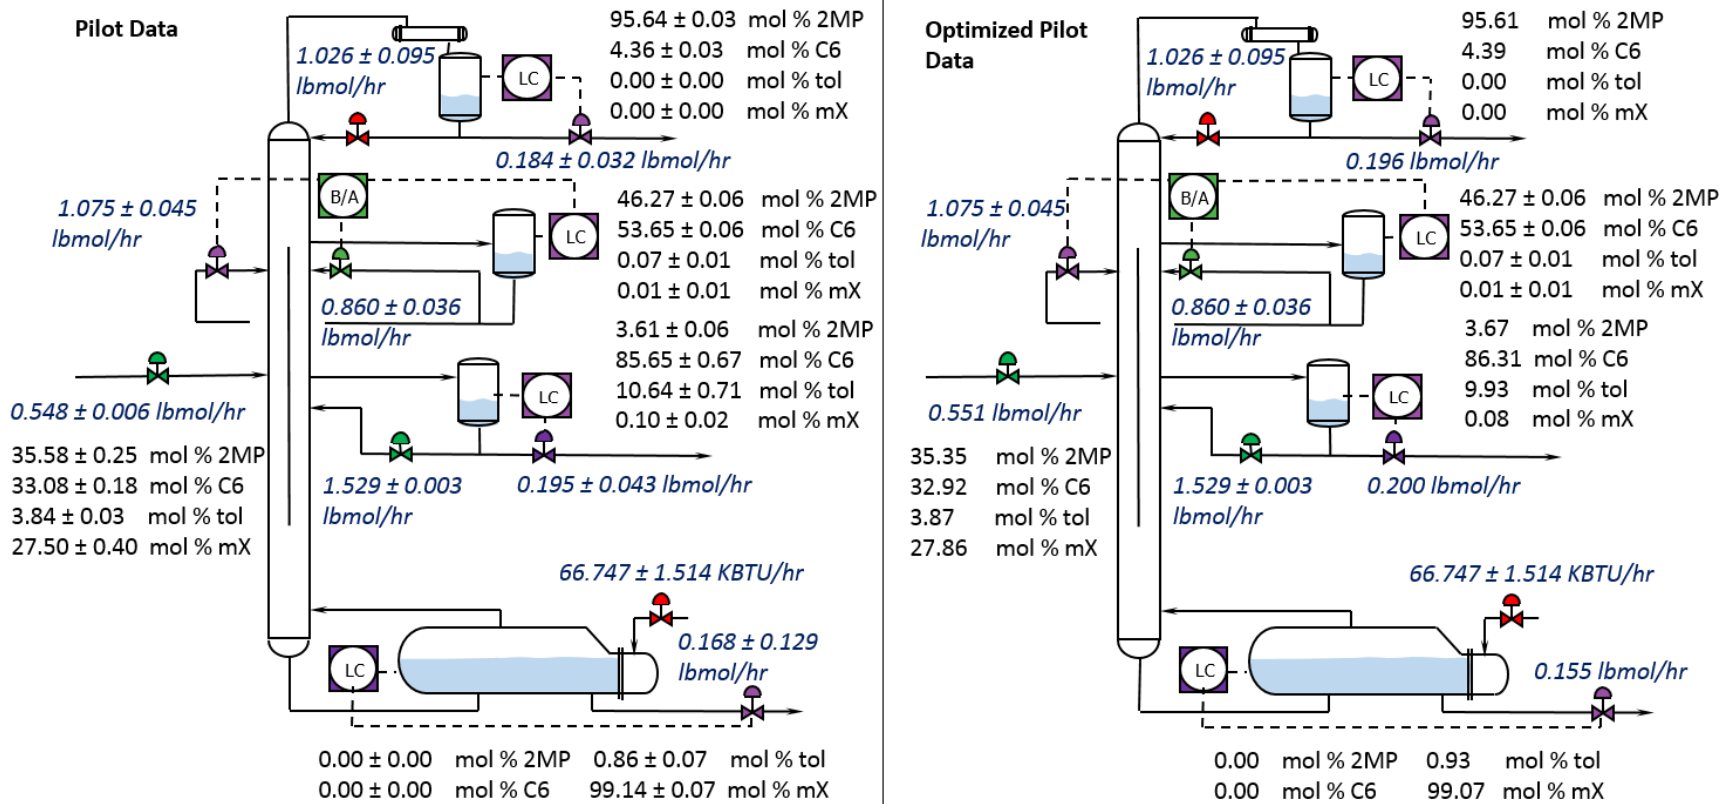 Pilot Data
1.026 ± 0.095
lbmol/hr
LC
95.64 ± 0.03 mol % 2MP
4.36 ± 0.03 mol % C6
0.00 ± 0.00 mol % tol
0.00 ± 0.00 mol % mX
0.184 ± 0.032 lbmol/hr
B/A
1.075 ± 0.045
lbmol/hr
LC
46.27 ± 0.06 mol % 2MP
53.65 ± 0.06 mol % C6
0.07 ± 0.01 mol % tol
0.01 ± 0.01 mol % mX
0.860 ± 0.036
lbmol/hr
3.61 ± 0.06 mol % 2MP
85.65 ± 0.67 mol % C6
10.64 ± 0.71 mol % tol
0.10 ± 0.02 mol % mX
LC
0.548 ± 0.006 lbmol/hr
35.58 ± 0.25 mol % 2MP
33.08 ± 0.18 mol % C6
3.84 ± 0.03 mol % tol
27.50 ± 0.40 mol % mX
1.529 ± 0.003
lbmol/hr
0.195 ± 0.043 lbmol/hr
66.747 ± 1.514 KBTU/hr
0.168 ± 0.129
lbmol/hr
LC
0.00 ± 0.00 mol % 2MP 0.86 ± 0.07 mol % tol
0.00 ± 0.00 mol % C6 99.14 ± 0.07 mol % mX
Optimized Pilot
Data
1.026 ± 0.095
lbmol/hr
LC
95.61 mol % 2MP
4.39 mol % C6
0.00 mol % tol
0.00 mol % mX
0.196 lbmol/hr
B/A
1.075 ± 0.045
lbmol/hr
LC
46.27 ± 0.06 mol % 2MP
53.65 ± 0.06 mol % C6
0.07 ± 0.01 mol % tol
0.01 ± 0.01 mol % mX
0.860 ± 0.036
lbmol/hr
3.67 mol % 2MP
86.31 mol % C6
9.93 mol % tol
0.08 mol % mX
LC
0.551 lbmol/hr
35.35 mol % 2MP
32.92 mol % C6
3.87 mol % tol
27.86 mol % mX
1.529 ± 0.003
lbmol/hr
0.200 lbmol/hr
66.747 ± 1.514 KBTU/hr
0.155 lbmol/hr
LC
0.00 mol % 2MP 0.93 mol % tol
0.00 mol % C6 99.07 mol % mX